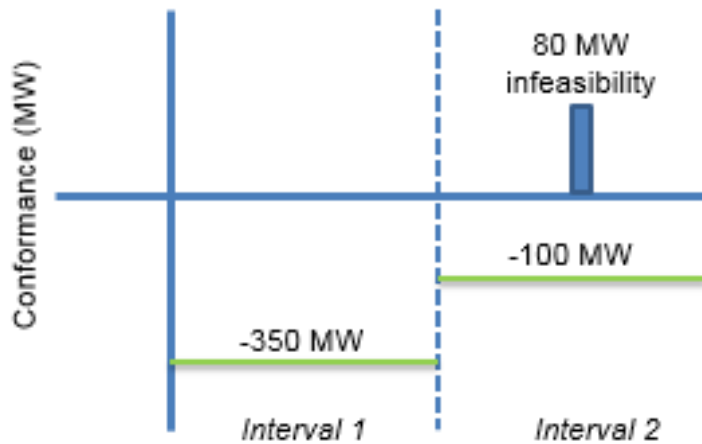 80 MW
infeasibility
Conformance (MW)
-100 MW
-350 MW
Interval 1
Interval 2